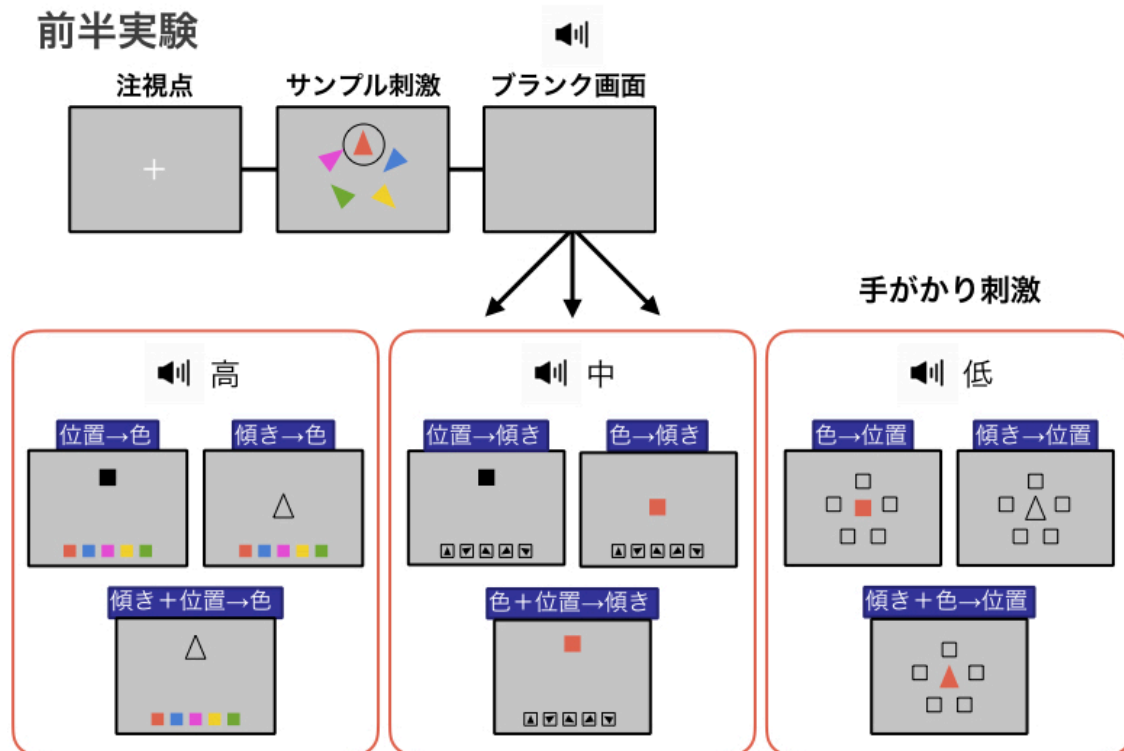 前半実験
注視点
サンプル刺激
ブランク画面
手がかり刺激
高
位置→色
傾き→色
傾き＋位置→色
中
位置→傾き
色→傾き
色＋位置→傾き
低
色→位置
傾き→位置
傾き＋色→位置